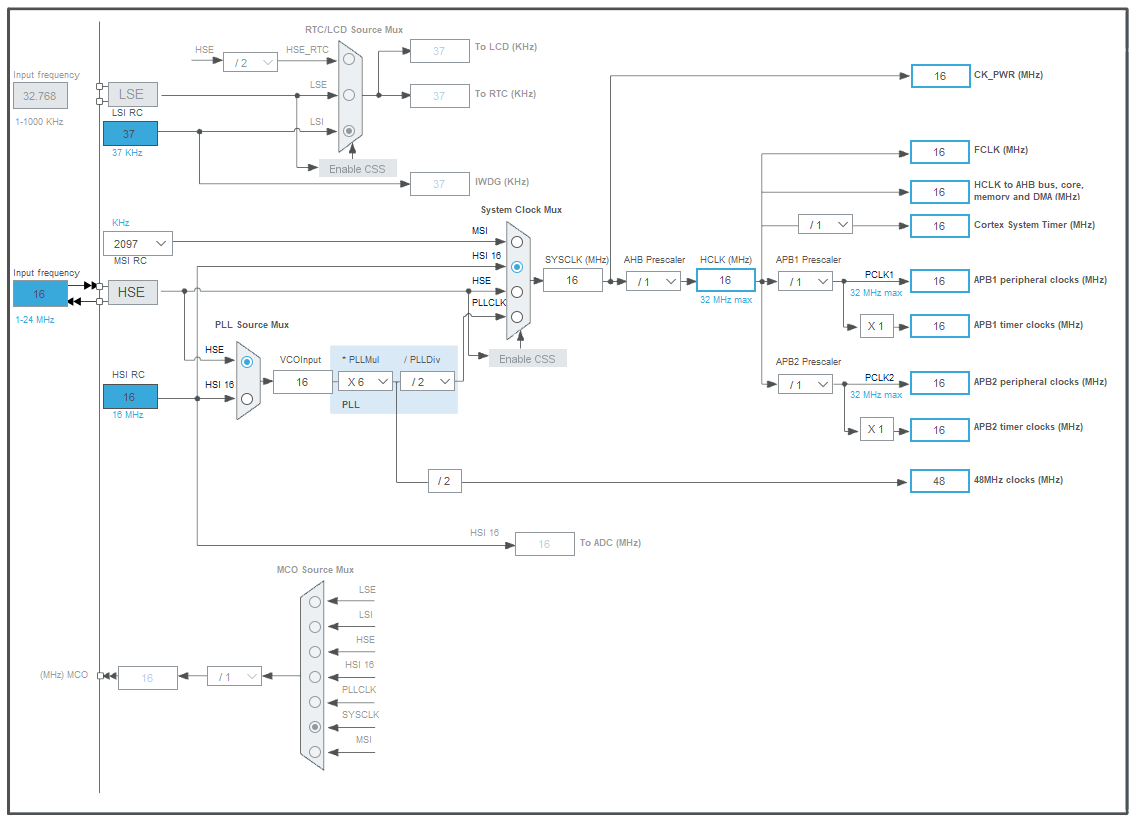 RTC/LCD Source Mux
HSE
/ 2
HSE_RTC
37
To LCD (KHz)
Input frequency
32.768
1-1000 KHz
LSE
LSE
37
To RTC (KHz)
LSI RC
37
37 KHz
LSI
Enable CSS
37
IWDG (KHz)
16
CK_PWR (MHz)
16
FCLK (MHz)
16
HCLK to AHB bus, core,
memory and DMA (MHz)
/ 1
16
Cortex System Timer (MHz)
System Clock Mux
KHz
2097
MSI RC
MSI
HSI 16
HSE
PLLCLK
Enable CSS
SYSCLK (MHz)
16
AHB Prescaler
/ 1
HCLK (MHz)
16
32 MHz max
APB1 Prescaler
/ 1
PCLK1
32 MHz max
16
APB1 peripheral clocks (MHz)
X 1
16
APB1 timer clocks (MHz)
Input frequency
16
1-24 MHz
HSE
PLL Source Mux
HSE
HSI 16
VCOInput
16
* PLLMul
X 6
/ PLLDiv
/ 2
PLL
HSI RC
16
16 MHz
APB2 Prescaler
/ 1
PCLK2
32 MHz max
16
APB2 peripheral clocks (MHz)
X 1
16
APB2 timer clocks (MHz)
/ 2
48
48MHz clocks (MHz)
HSI 16
16
To ADC (MHz)
MCO Source Mux
LSE
LSI
HSE
HSI 16
PLLCLK
SYSCLK
MSI
(MHz) MCO
16
/ 1